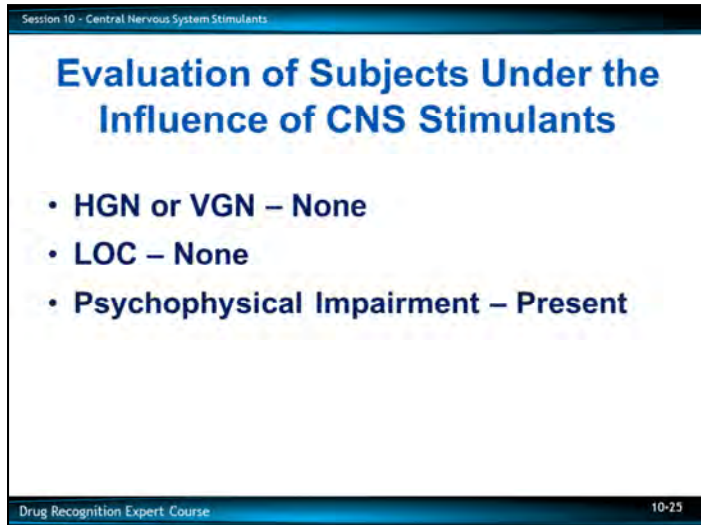 Session 10 - Central Nervous System Stimulants
Evaluation of Subjects Under the
Influence of CNS Stimulants
• HGN or VGN – None
• LOC – None
• Psychophysical Impairment – Present
Drug Recognition Expert Course
10-25